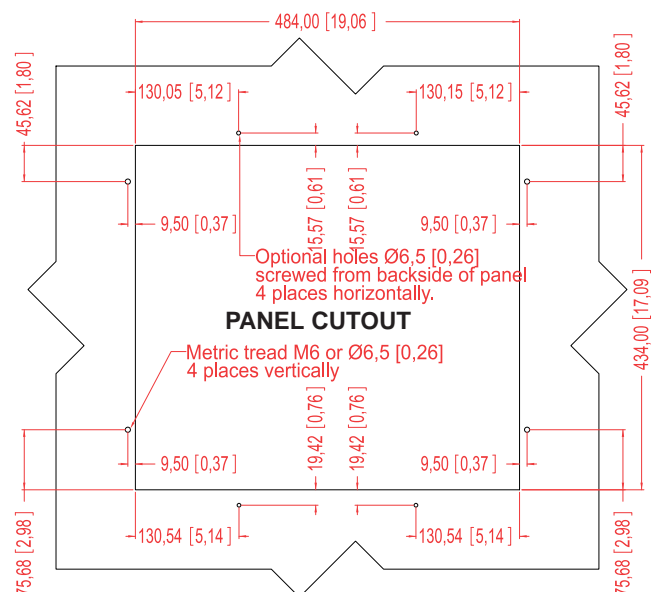 484,00 [19,06 ]
45,62 [1,80 ]
130,05 [5,12 ]
130,15 [5,12 ]
45,62 [1,80 ]
15,57 [0,61 ]
15,57 [0,61 ]
9,50 [0,37 ]
9,50 [0,37 ]
Optional holes Ø6,5 [0,26]
screwed from backside of panel
4 places horizontally.
PANEL CUTOUT
434,00 [17,09 ]
Metric tread M6 or Ø6,5 [0,26]
4 places vertically
19,42 [0,76 ]
19,42 [0,76 ]
9,50 [0,37 ]
9,50 [0,37 ]
130,54 [5,14 ]
130,54 [5,14 ]
75,68 [2,98 ]
75,68 [2,98 ]